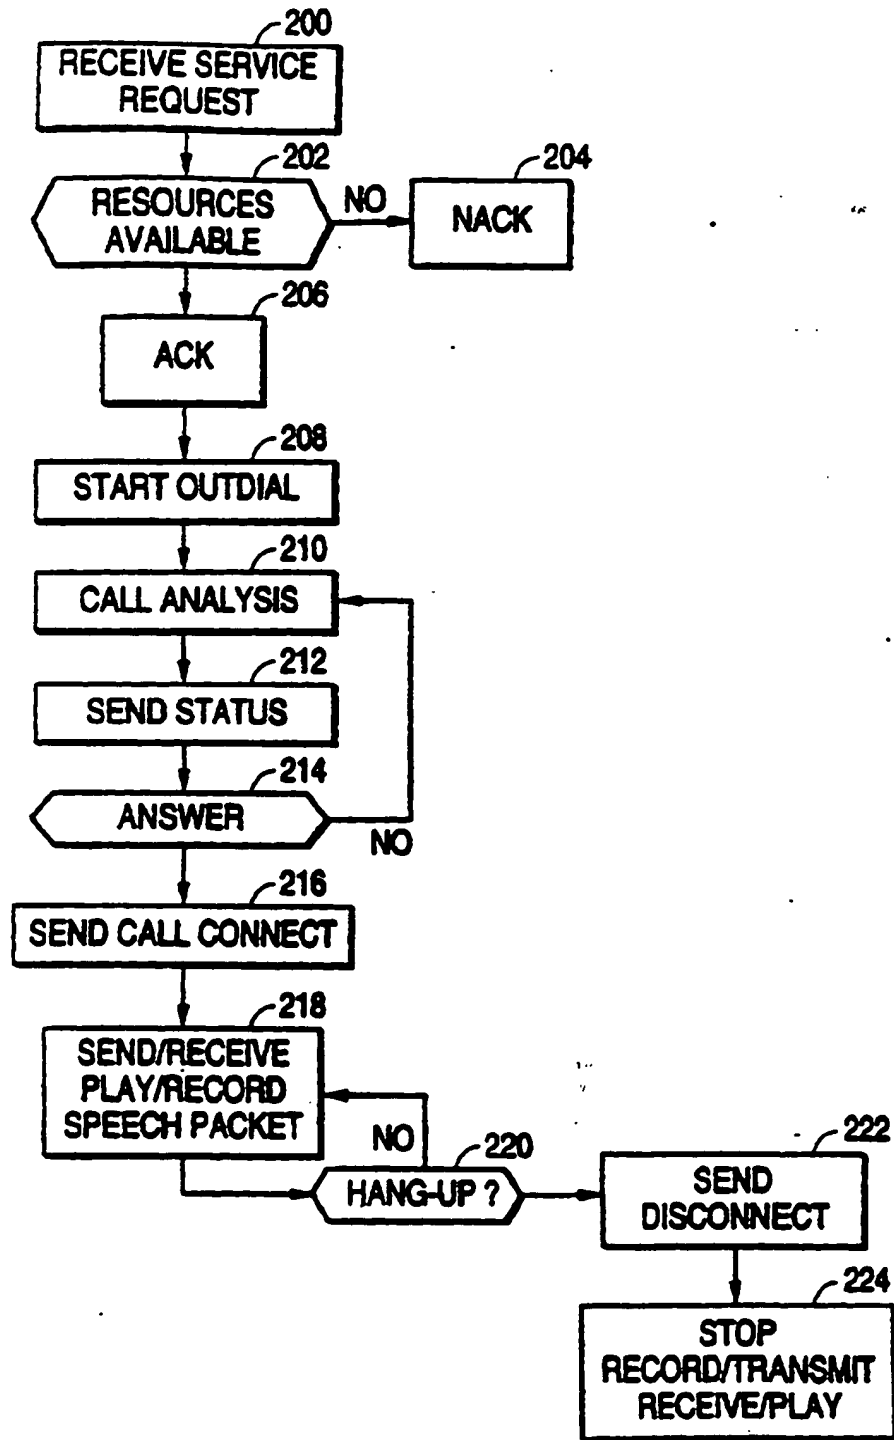 200
RECEIVE SERVICE
REQUEST
202
RESOURCES
AVAILABLE
NO
204
NACK
206
ACK
208
START OUTDIAL
210
CALL ANALYSIS
212
SEND STATUS
214
ANSWER
NO
216
SEND CALL CONNECT
218
SEND/RECEIVE
PLAY/RECORD
SPEECH PACKET
NO
220
HANG-UP ?
222
SEND
DISCONNECT
224
STOP
RECORD/TRANSMIT
RECEIVE/PLAY